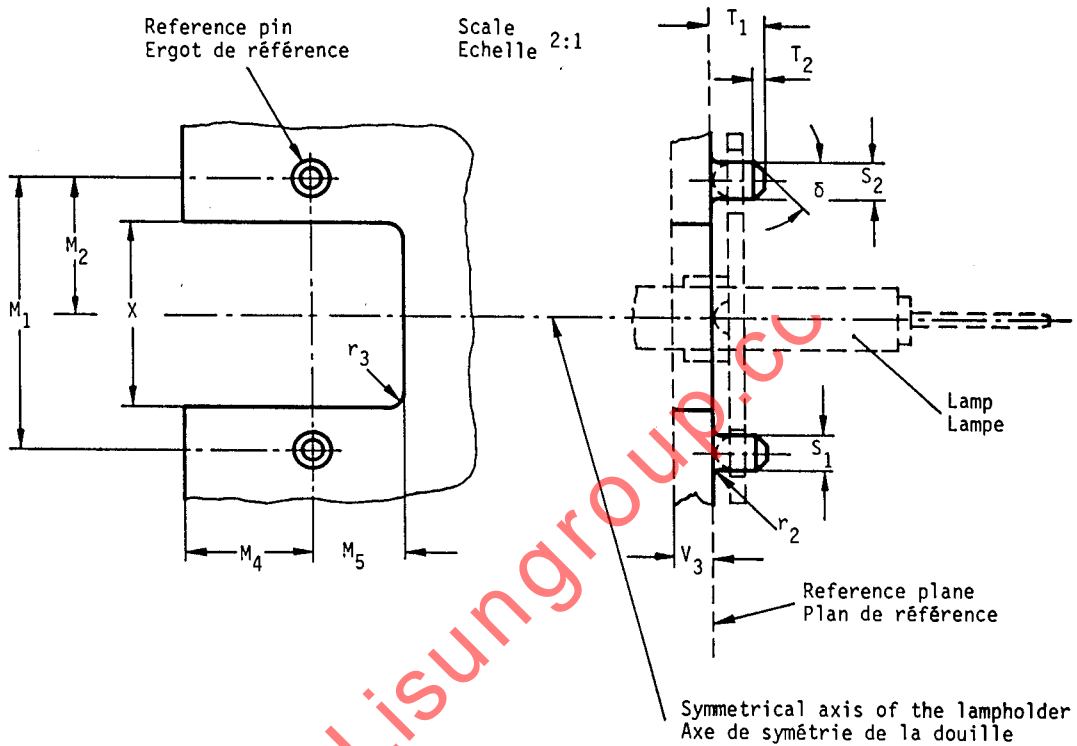 Reference pin
Ergot de référence
Scale
Echelle 2:1
T1
T2
S2
δ
M1
M2
X
r3
M4
M5
Lamp
Lampe
S1
r2
V3
Reference plane
Plan de référence
Symmetrical axis of the lampholder
Axe de symétrie de la douille
Lisungroup.cc